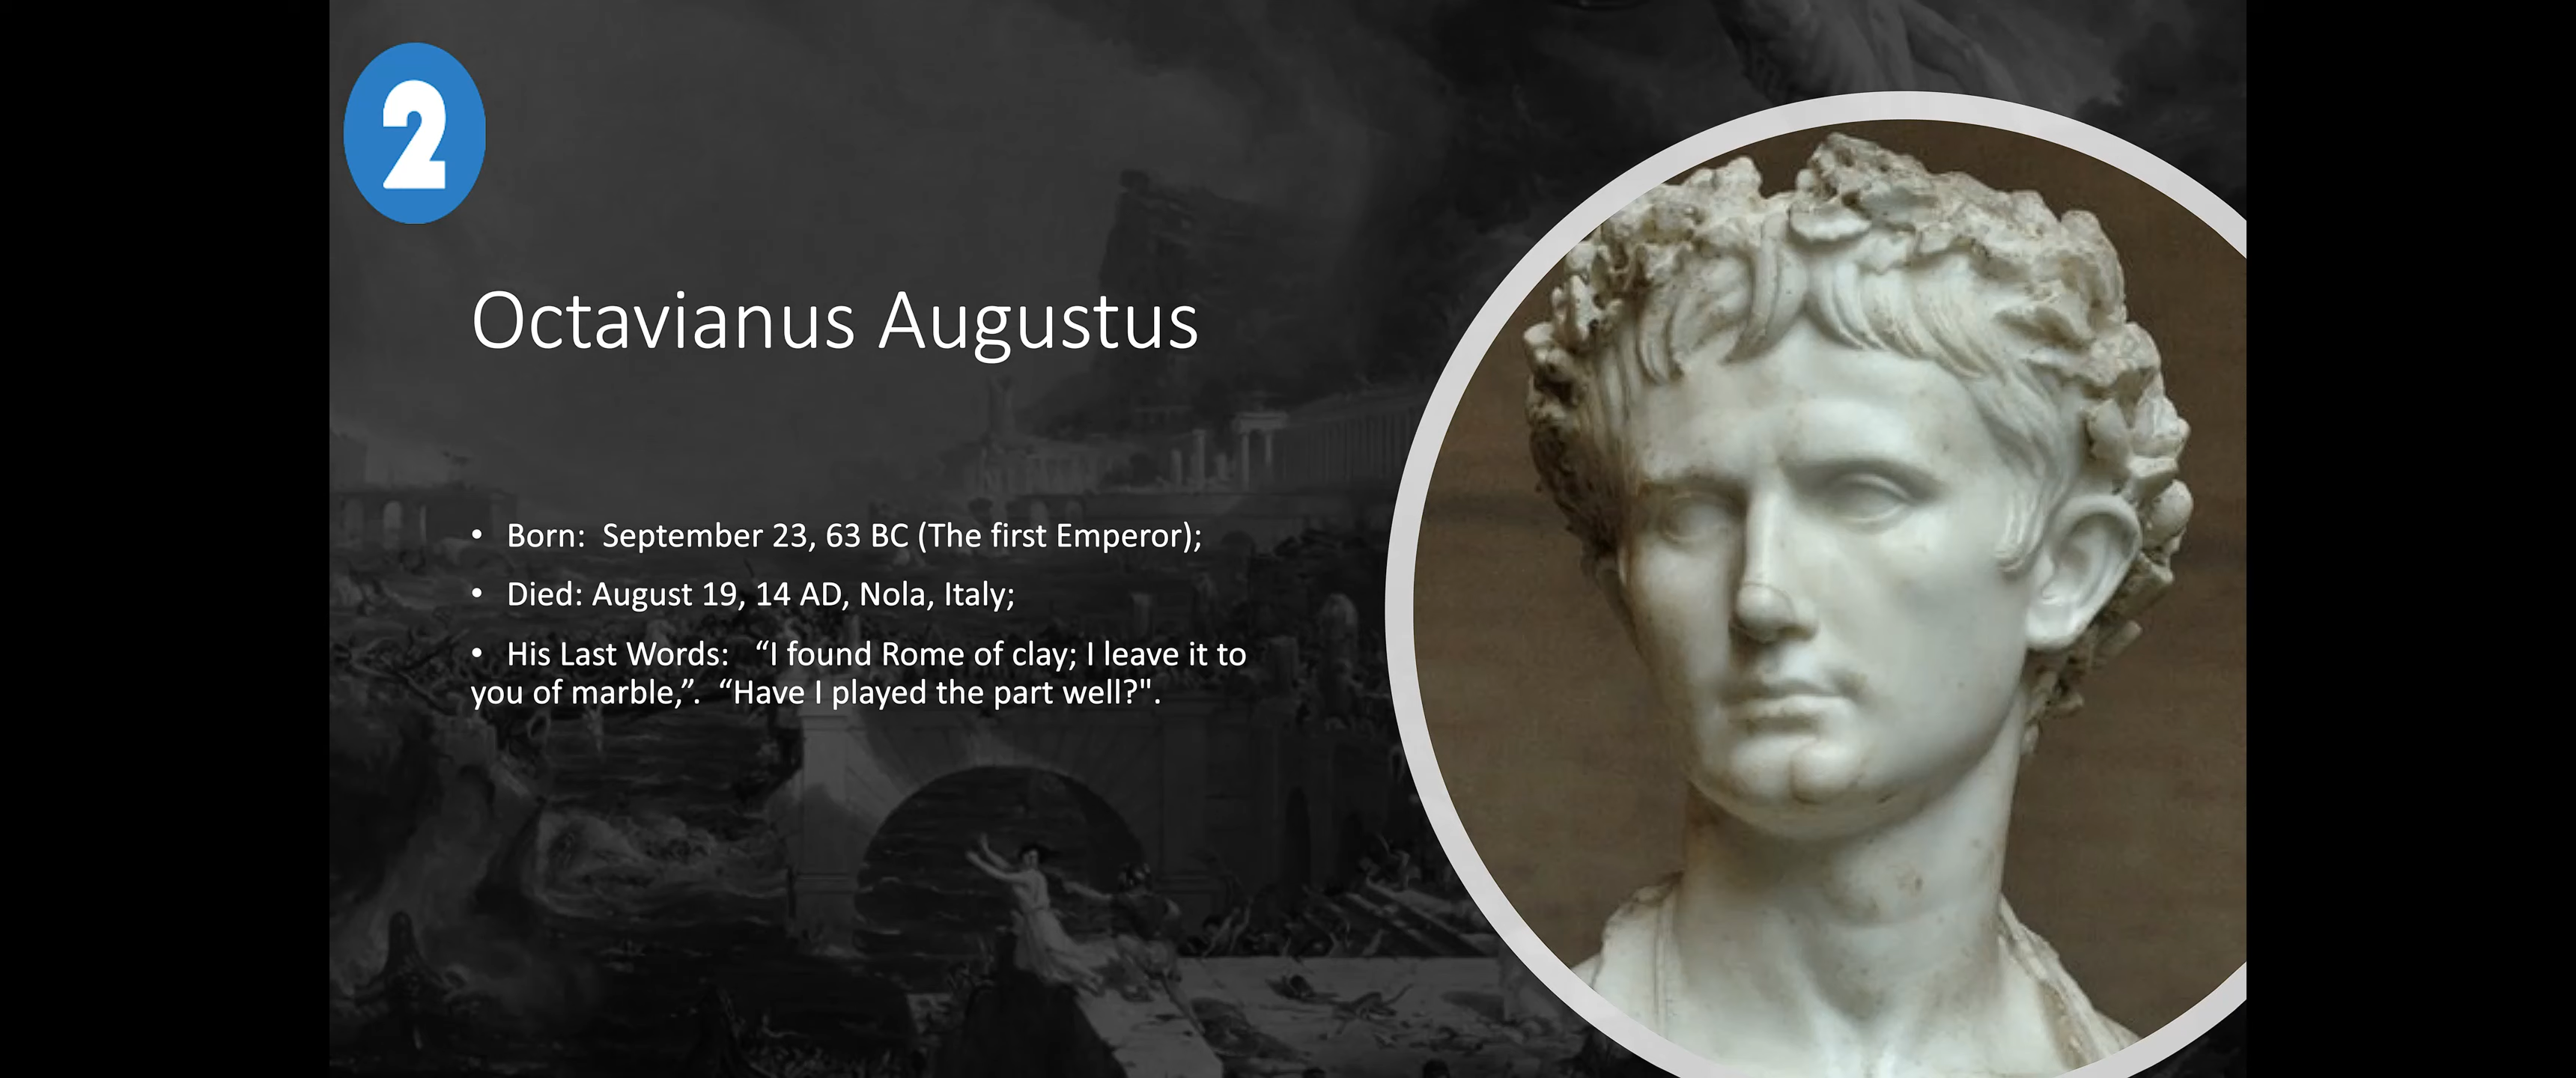 2
Octavianus Augustus
• Born:  September 23, 63 BC (The first Emperor);
• Died: August 19, 14 AD, Nola, Italy;
• His Last Words:   “I found Rome of clay; I leave it to
you of marble,”.  “Have I played the part well?".